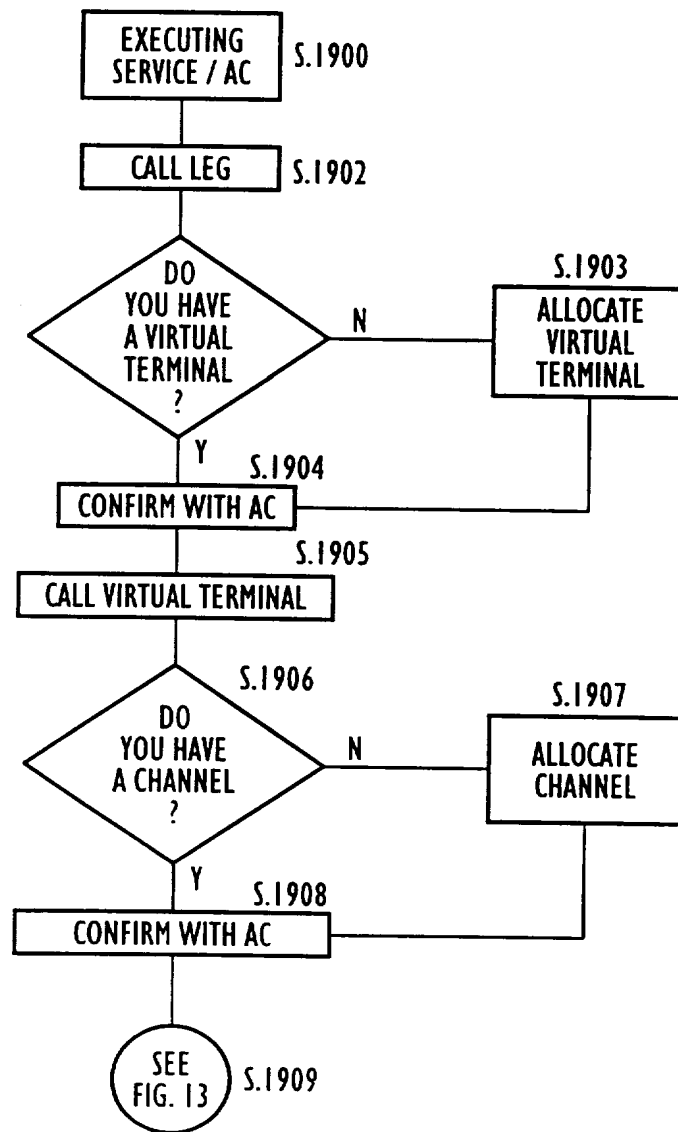 EXECUTING
SERVICE / AC
S.1900
CALL LEG
S.1902
DO
YOU HAVE
A VIRTUAL
TERMINAL
?
N
S.1903
ALLOCATE
VIRTUAL
TERMINAL
Y
S.1904
CONFIRM WITH AC
S.1905
CALL VIRTUAL TERMINAL
S.1906
DO
YOU HAVE
A CHANNEL
?
N
S.1907
ALLOCATE
CHANNEL
Y
S.1908
CONFIRM WITH AC
SEE
FIG. 13
S.1909